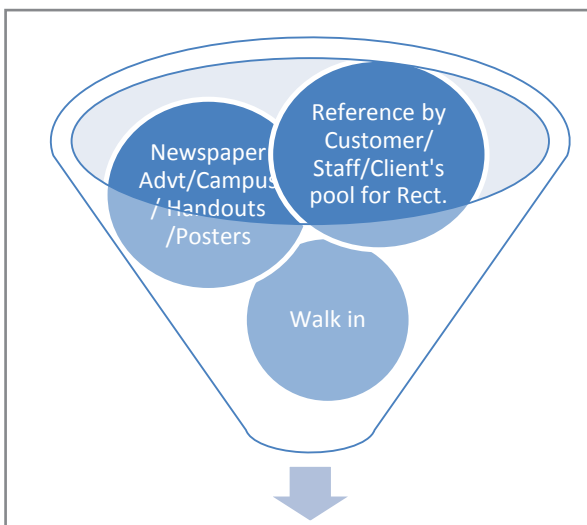 Newspaper
Advt/Campus
/ Handouts
/Posters
Reference by
Customer/
Staff/Client's
pool for Rect.
Walk in